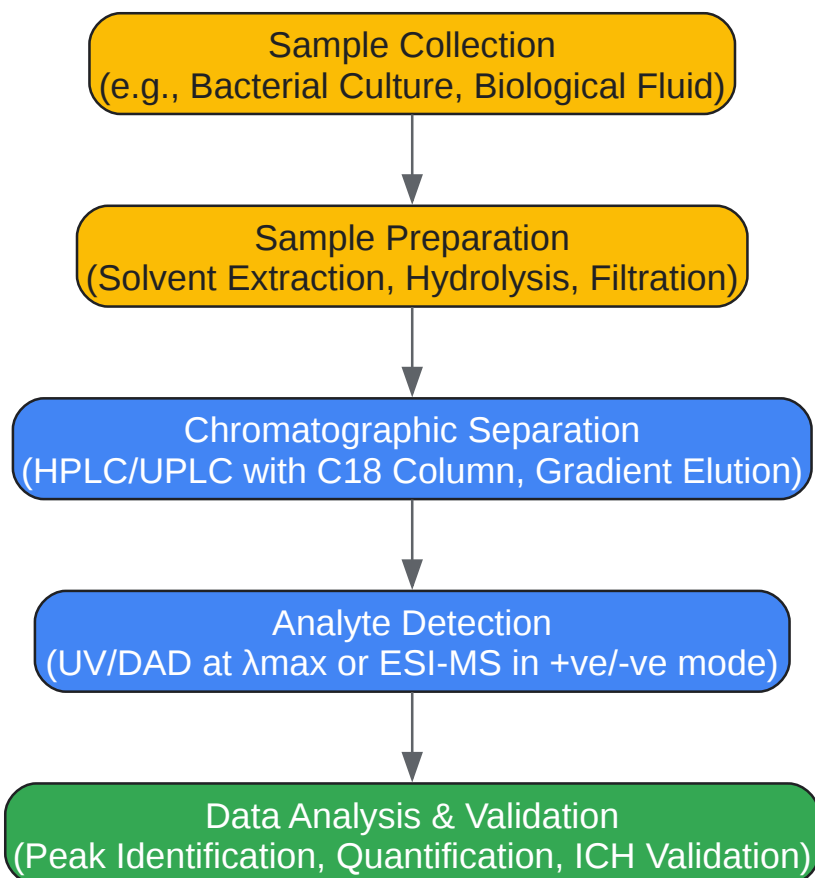 Sample Collection
(e.g., Bacterial Culture, Biological Fluid)
Sample Preparation
(Solvent Extraction, Hydrolysis, Filtration)
Chromatographic Separation
(HPLC/UPLC with C18 Column, Gradient Elution)
Analyte Detection
(UV/DAD at λmax or ESI-MS in +ve/-ve mode)
Data Analysis & Validation
(Peak Identification, Quantification, ICH Validation)